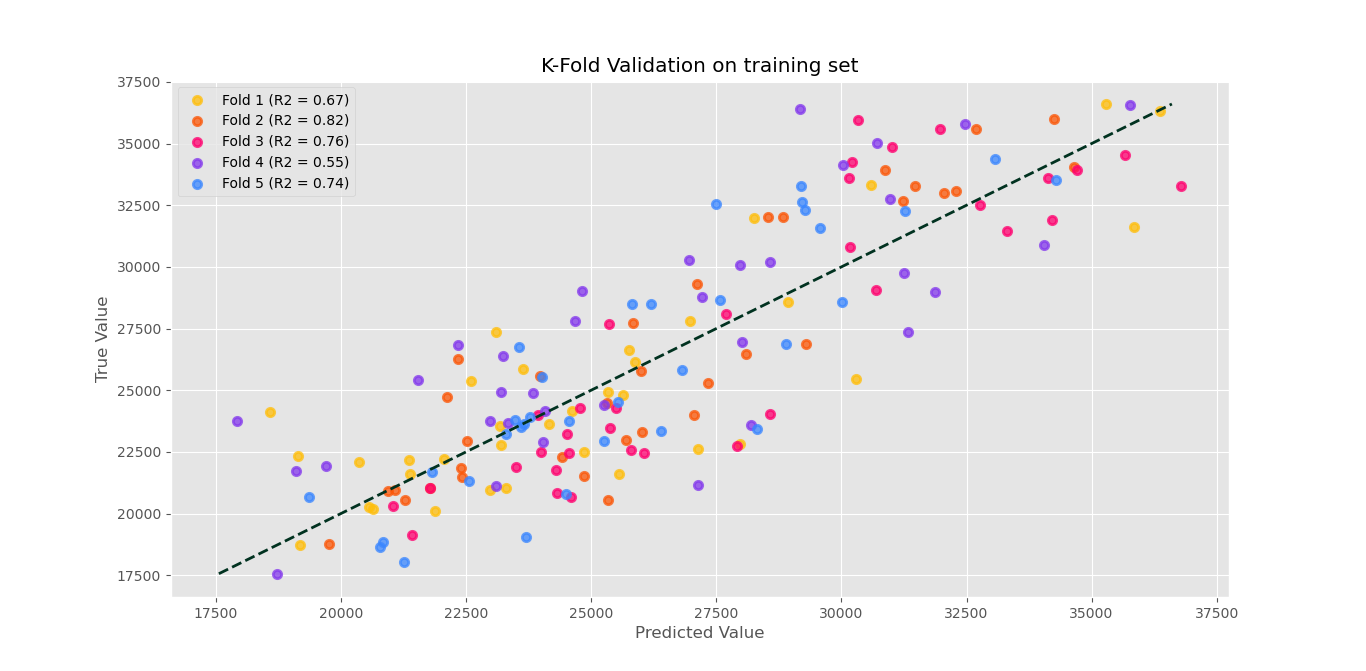 K-Fold Validation on training set
37500
35000
32500
30000
27500
25000
22500
20000
17500
True Value
Fold 1 (R2 = 0.67)
Fold 2 (R2 = 0.82)
Fold 3 (R2 = 0.76)
Fold 4 (R2 = 0.55)
Fold 5 (R2 = 0.74)
17500 20000 22500 25000 27500 30000 32500 35000 37500
Predicted Value